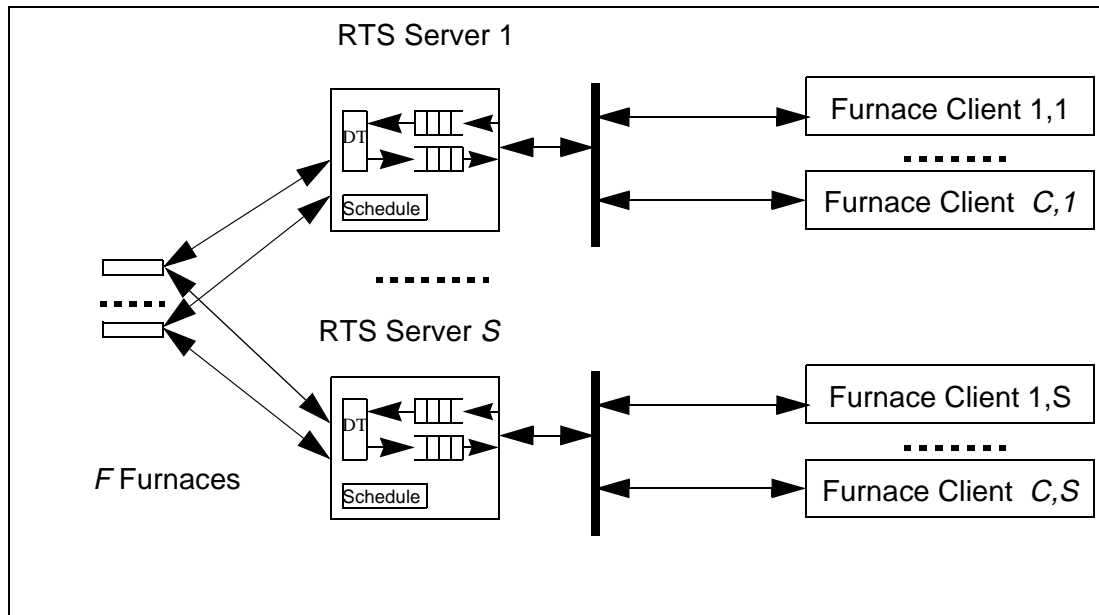 RTS Server 1
DT
Schedule
Furnace Client 1,1
Furnace Client C,1
RTS Server S
F Furnaces
DT
Schedule
Furnace Client 1,S
Furnace Client C,S